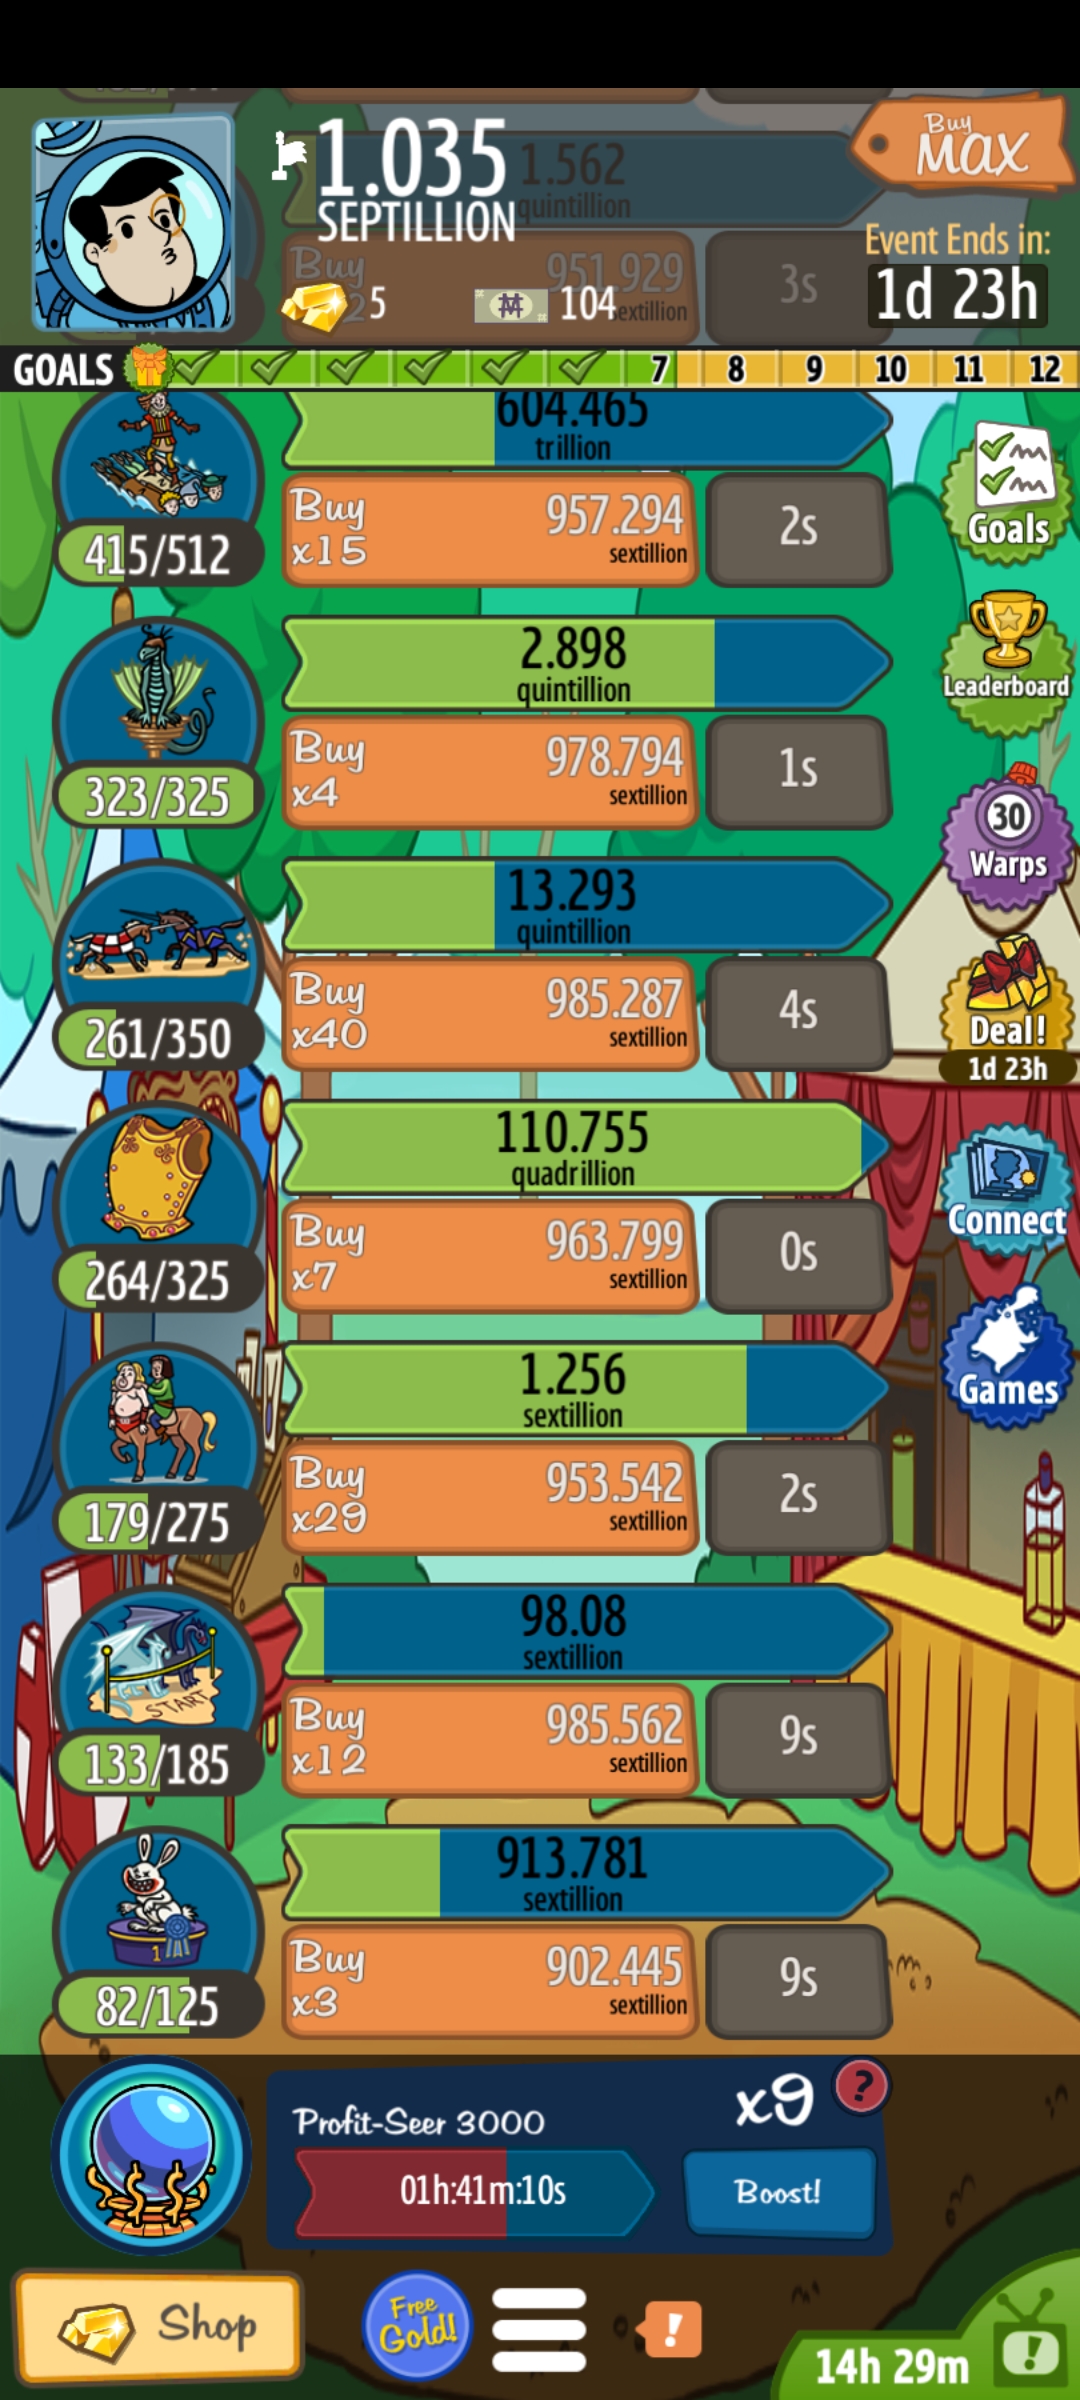 1.035
SEPTILLION
5
104
Buy
MAX
Event Ends in:
1d 23h
1.562
quintillion
Buy
951.929
sextillion
3s
GOALS
7 8 9 10 11 12
604.465
trillion
Buy
x15
957.294
sextillion
2s
415/512
Goals
2.898
quintillion
Leaderboard
Buy
x4
978.794
sextillion
1s
323/325
30
Warps
13.293
quintillion
Buy
x40
985.287
sextillion
4s
261/350
Deal!
1d 23h
110.755
quadrillion
Buy
x7
963.799
sextillion
0s
264/325
Connect
1.256
sextillion
Games
Buy
x29
953.542
sextillion
2s
179/275
98.08
sextillion
START
Buy
x12
985.562
sextillion
9s
133/185
913.781
sextillion
1
Buy
x3
902.445
sextillion
9s
82/125
Profit-Seer 3000
x9
?
01h:41m:10s
Boost!
Shop
Free
Gold!
!
14h 29m
!